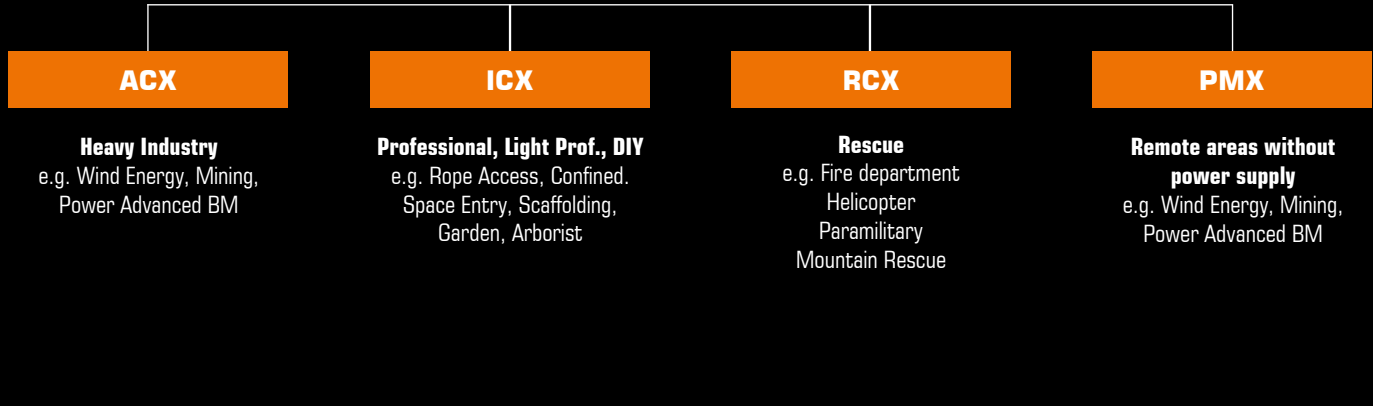 ACX
Heavy Industry
e.g. Wind Energy, Mining,
Power Advanced BM
ICX
Professional, Light Prof., DIY
e.g. Rope Access, Confined.
Space Entry, Scaffolding,
Garden, Arborist
RCX
Rescue
e.g. Fire department
Helicopter
Paramilitary
Mountain Rescue
PMX
Remote areas without
power supply
e.g. Wind Energy, Mining,
Power Advanced BM